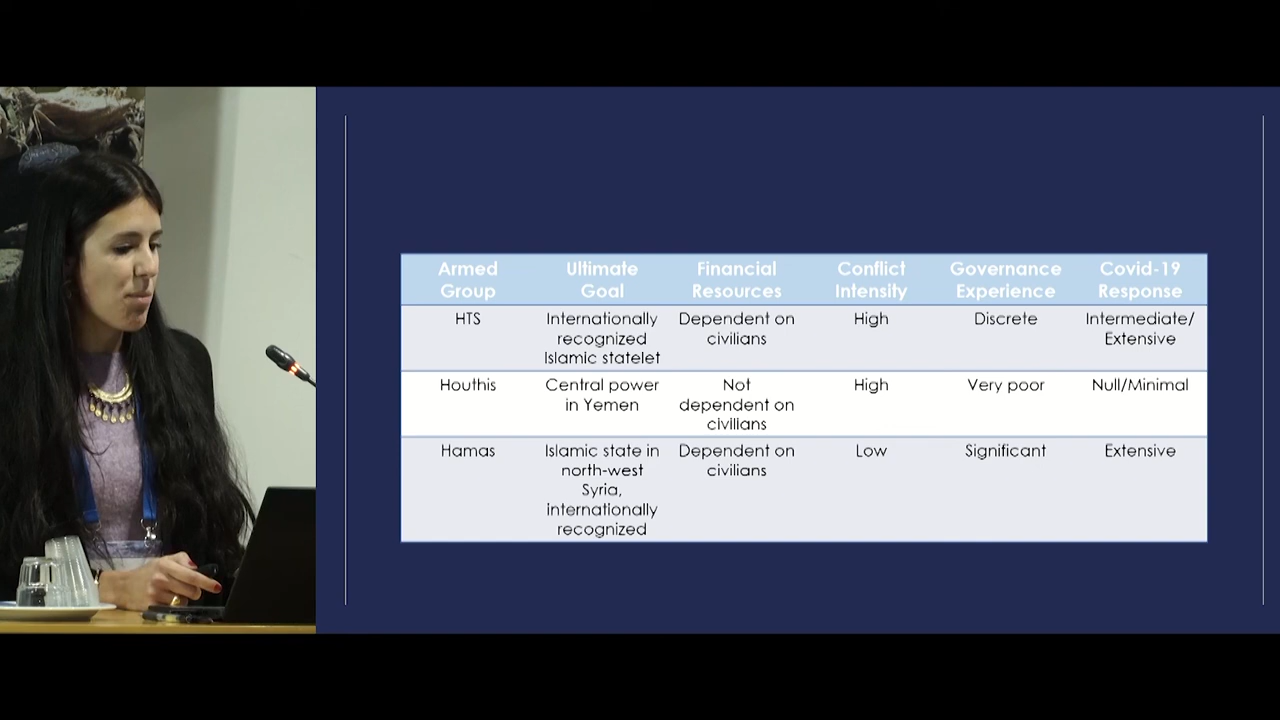 Armed Group
Ultimate Goal
Financial Resources
Conflict Intensity
Governance Experience
Covid-19 Response
HTS
Internationally
recognized
Islamic statelet
Dependent on
civilians
High
Discrete
Intermediate/
Extensive
Houthis
Central power
in Yemen
Not
dependent on
civilians
High
Very poor
Null/Minimal
Hamas
Islamic state in
north-west
Syria,
internationally
recognized
Dependent on
civilians
Low
Significant
Extensive